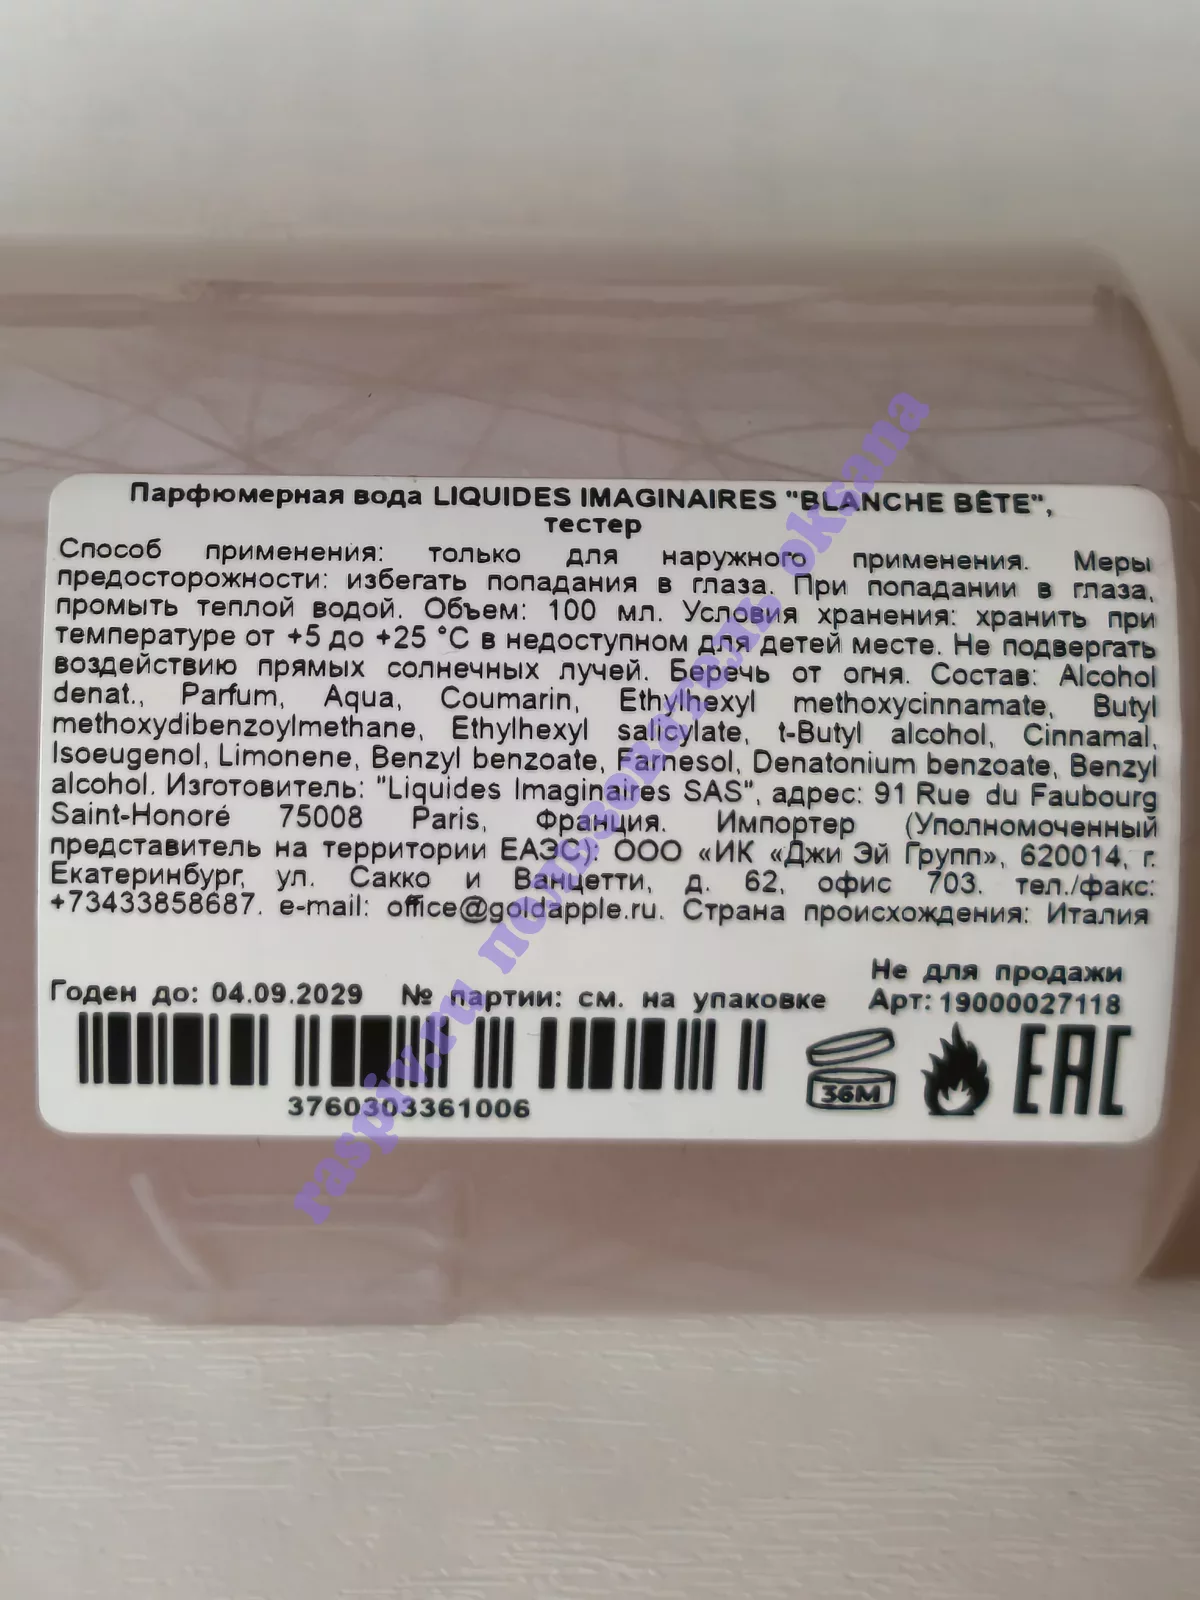 Парфюмерная вода LIQUIDES IMAGINAIRES "BLANCHE BÊTE",
тестер
Способ применения: только для наружного применения. Меры
предосторожности: избегать попадания в глаза. При попадании в глаза,
промыть теплой водой. Объем: 100 мл. Условия хранения: хранить при
температуре от +5 до +25 °C в недоступном для детей месте. Не подвергать
воздействию прямых солнечных лучей. Беречь от огня. Состав: Alcohol
denat., Parfum, Aqua, Coumarin, Ethylhexyl methoxycinnamate, Butyl
methoxydibenzoylmethane, Ethylhexyl salicylate, t-Butyl alcohol, Cinnamal,
Isoeugenol, Limonene, Benzyl benzoate, Farnesol, Denatonium benzoate, Benzyl
alcohol. Изготовитель: "Liquides Imaginaires SAS", адрес: 91 Rue du Faubourg
Saint-Honoré 75008 Paris, Франция. Импортер (Уполномоченный
представитель на территории ЕАЭС): ООО «ИК «Джи Эй Групп», 620014, г.
Екатеринбург, ул. Сакко и Ванцетти, д. 62, офис 703. тел./факс:
+73433858687. e-mail: office@goldapple.ru. Страна происхождения: Италия
Не для продажи
Годен до: 04.09.2029 № партии: см. на упаковке Арт: 19000027118
3760303361006
36М
EAC
raspiv.ru пользователь oksana